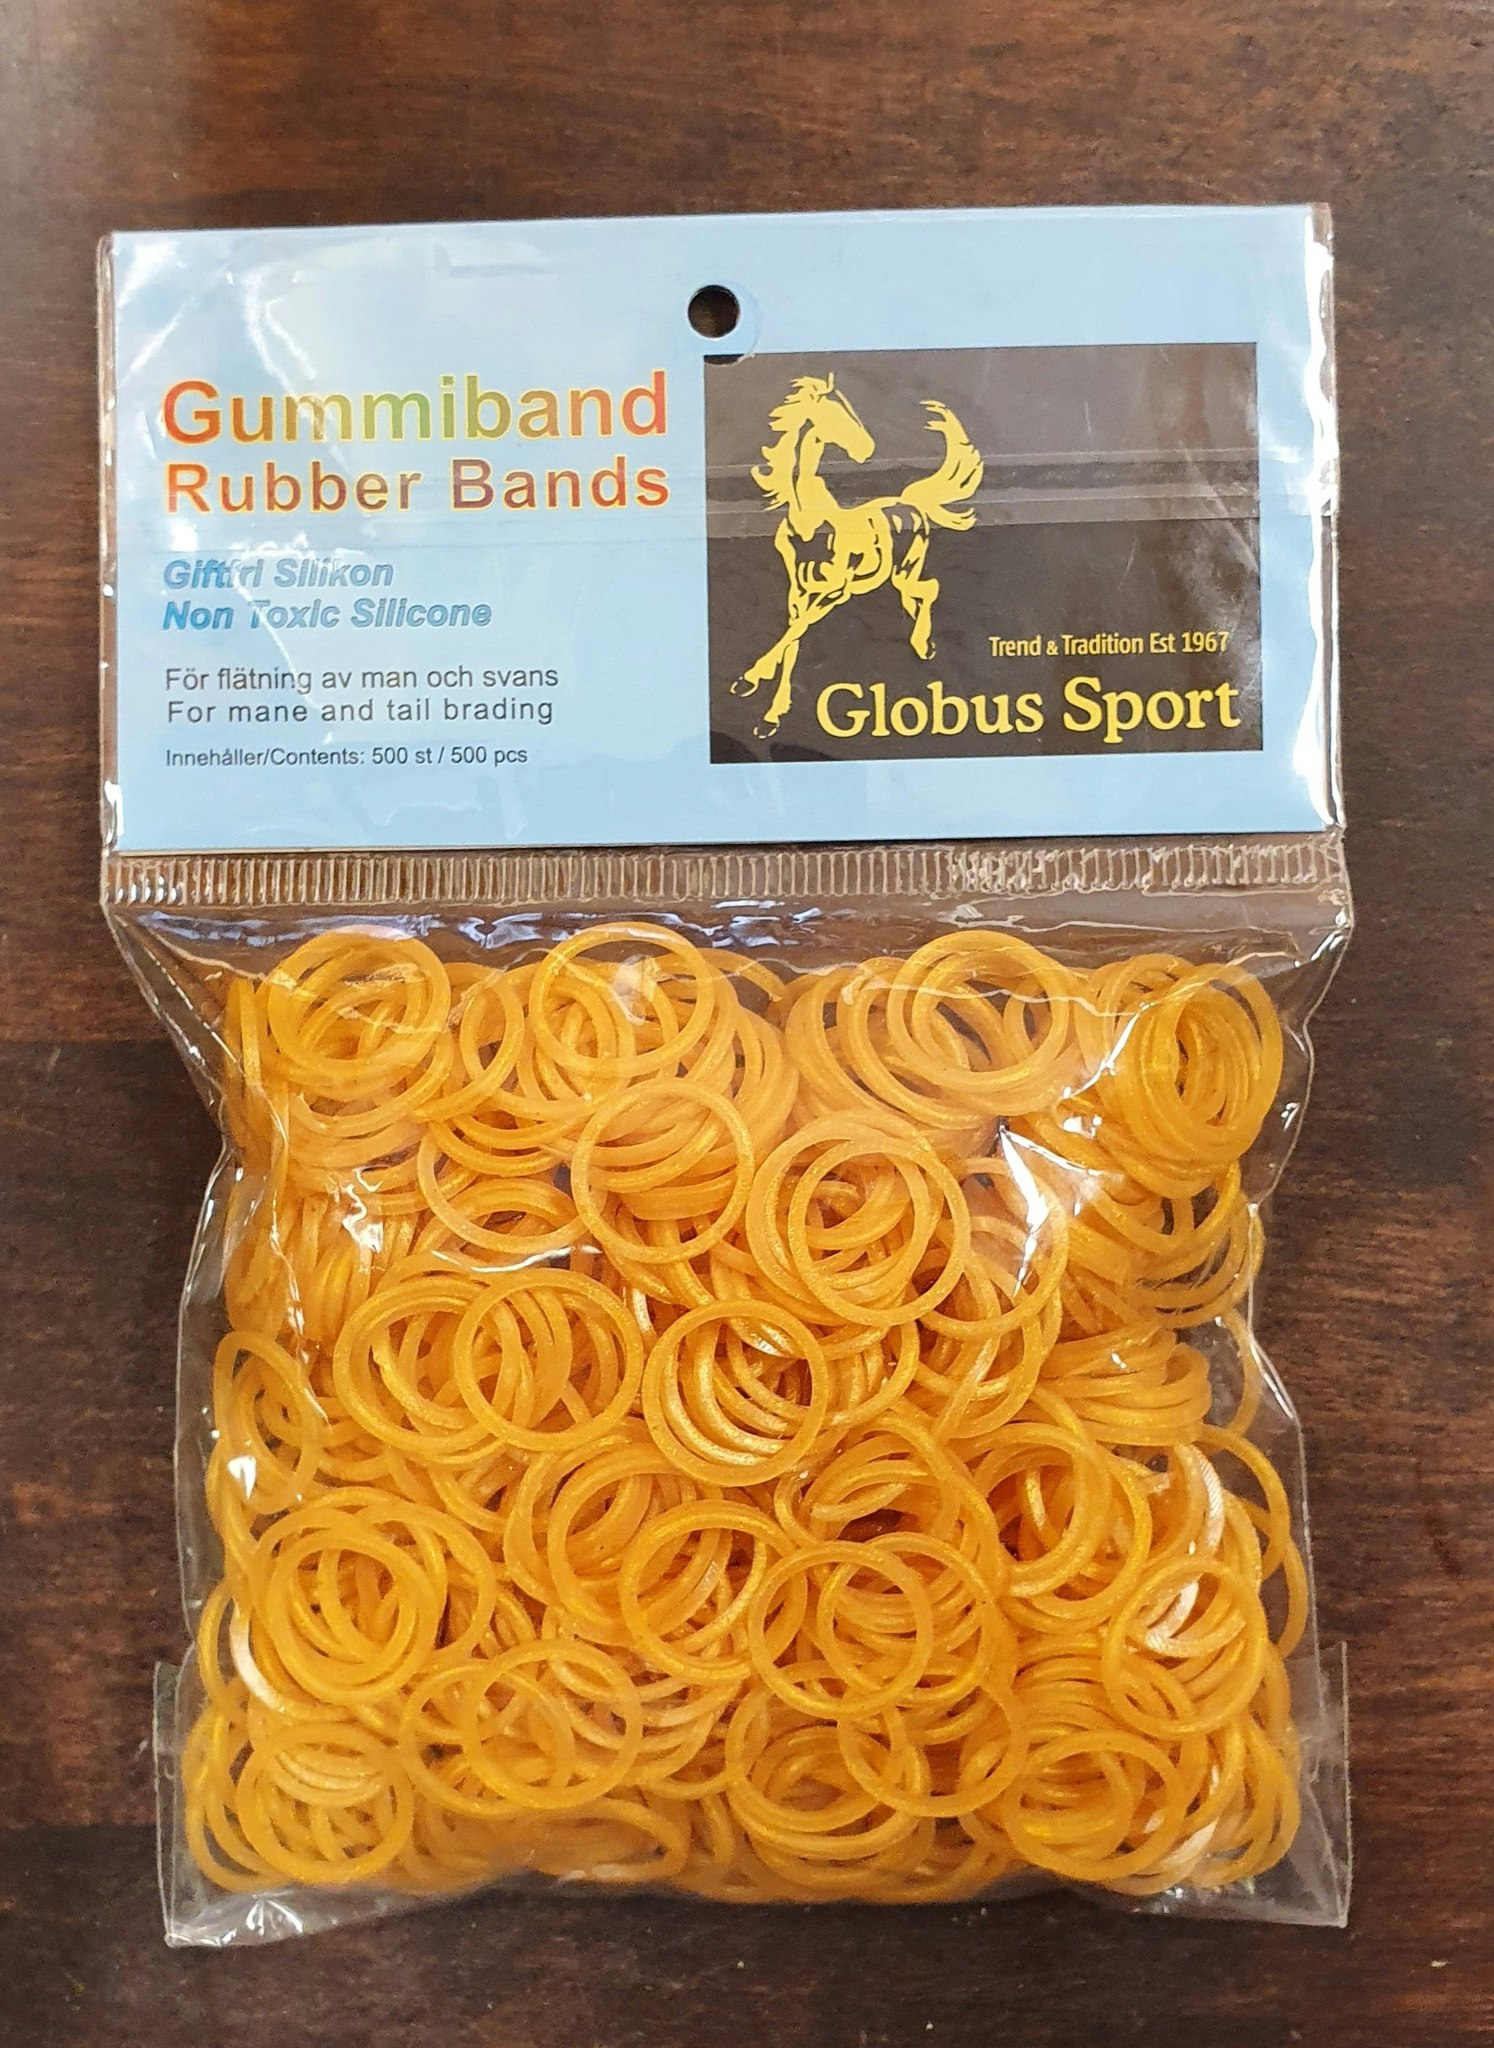 Gummiband
Rubber Bands
Giftfri Silikon
Non Toxic Silicone
För flätning av man och svans
For mane and tail brading
Innehåller/Contents: 500 st / 500 pcs
Trend & Tradition Est 1967
Globus Sport